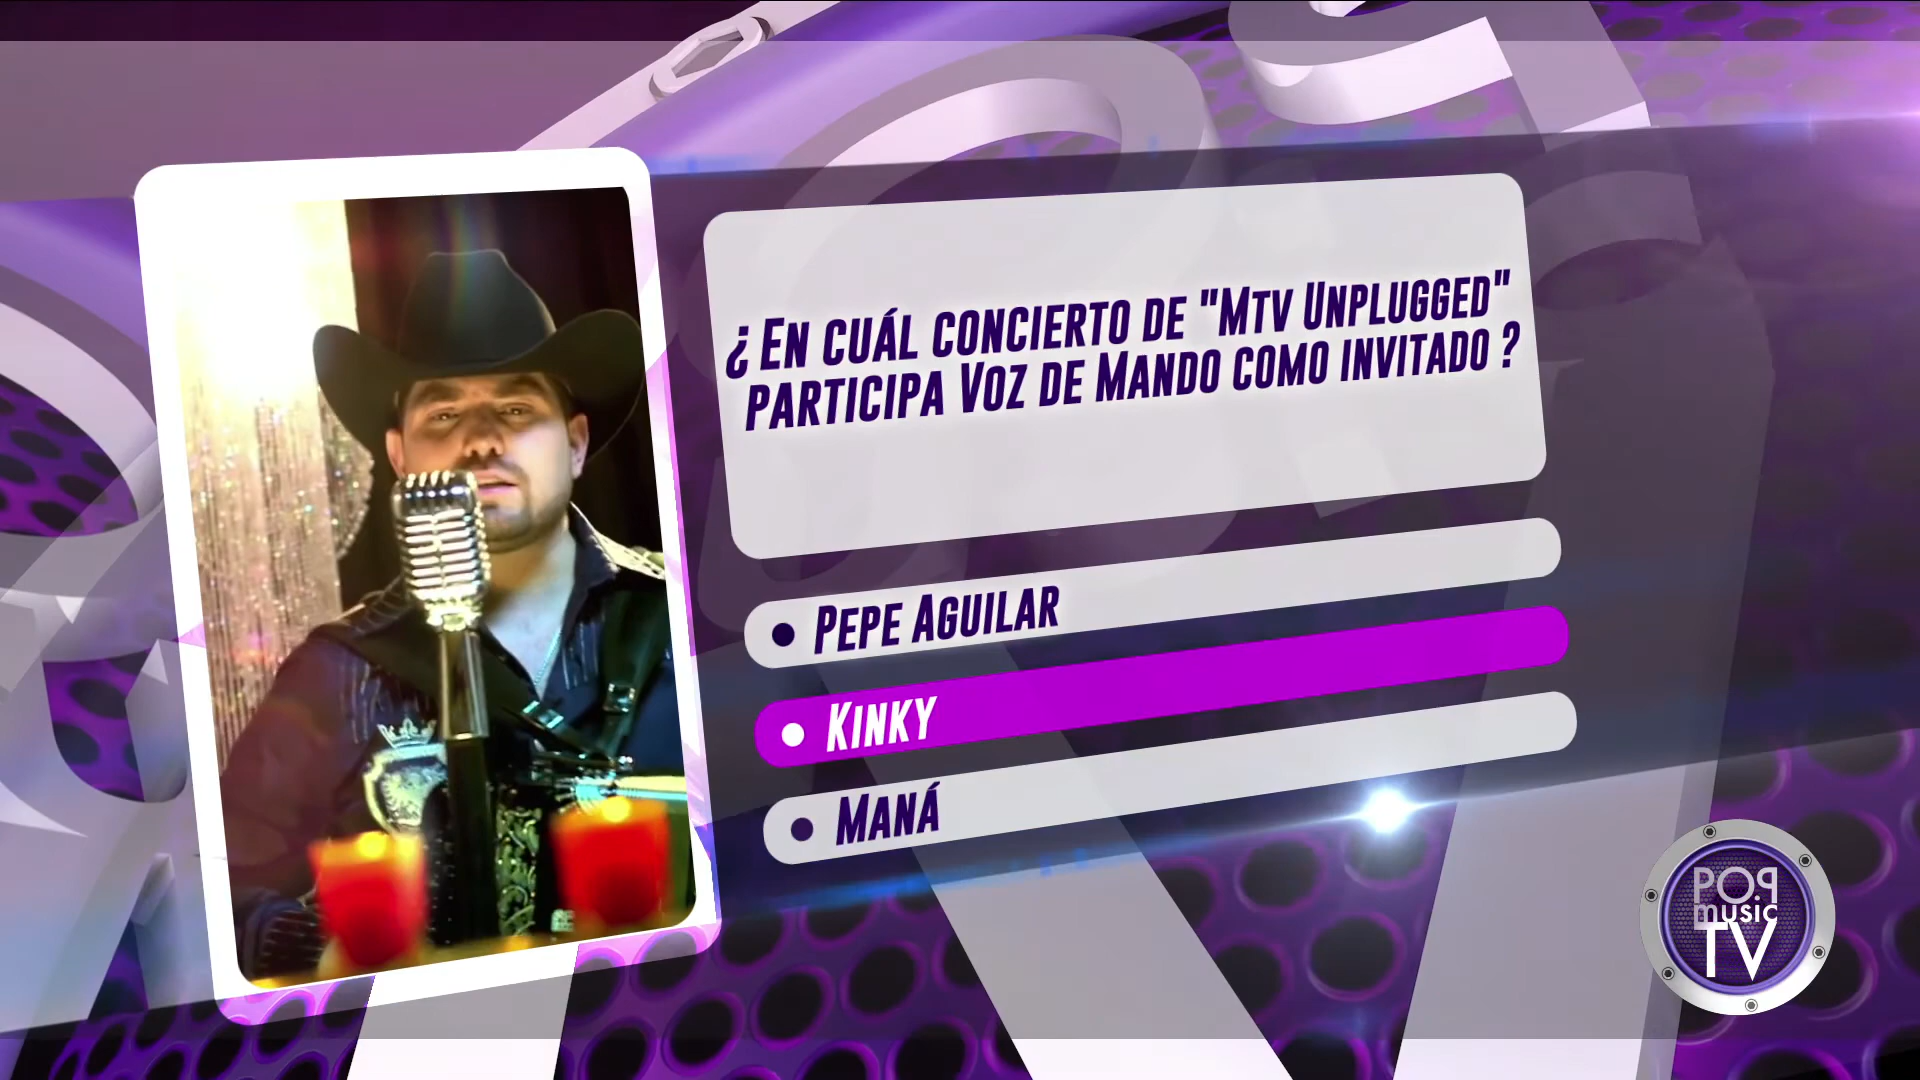 ¿ En cuál concierto de "Mtv Unplugged"
participa Voz de Mando como invitado ?
• Pepe Aguilar
• Kinky
• Maná
POP
music
TV